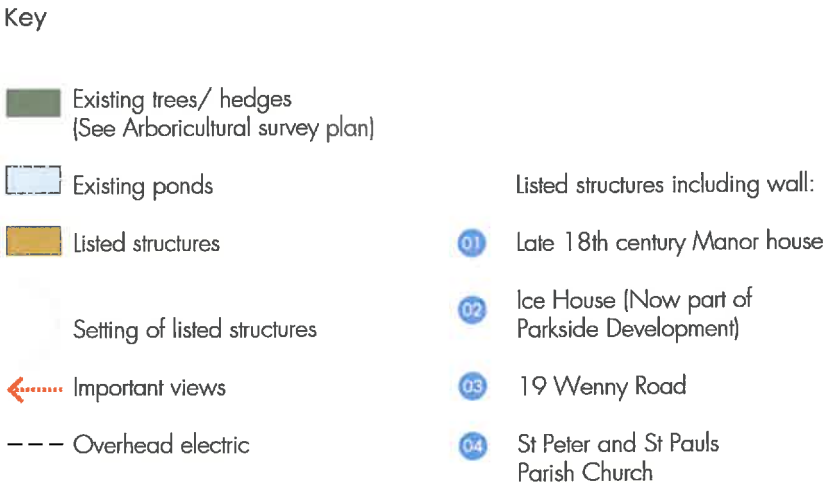 Key
Existing trees/ hedges
(See Arboricultural survey plan)
Existing ponds
Listed structures
Setting of listed structures
Important views
Overhead electric
Listed structures including wall:
01 Late 18th century Manor house
02 Ice House (Now part of
Parkside Development)
03 19 Wenny Road
04 St Peter and St Pauls
Parish Church